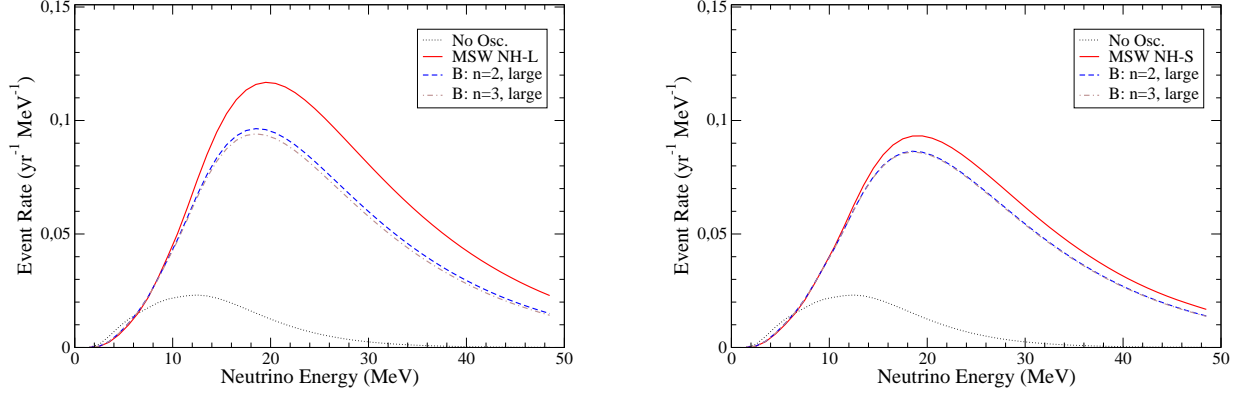 0,15
0,1
0,05
0
Event Rate (yr⁻¹ MeV⁻¹)
No Osc.
MSW NH-L
B: n=2, large
B: n=3, large
0 10 20 30 40 50
Neutrino Energy (MeV)
0,15
0,1
0,05
0
Event Rate (yr⁻¹ MeV⁻¹)
No Osc.
MSW NH-S
B: n=2, large
B: n=3, large
0 10 20 30 40 50
Neutrino Energy (MeV)